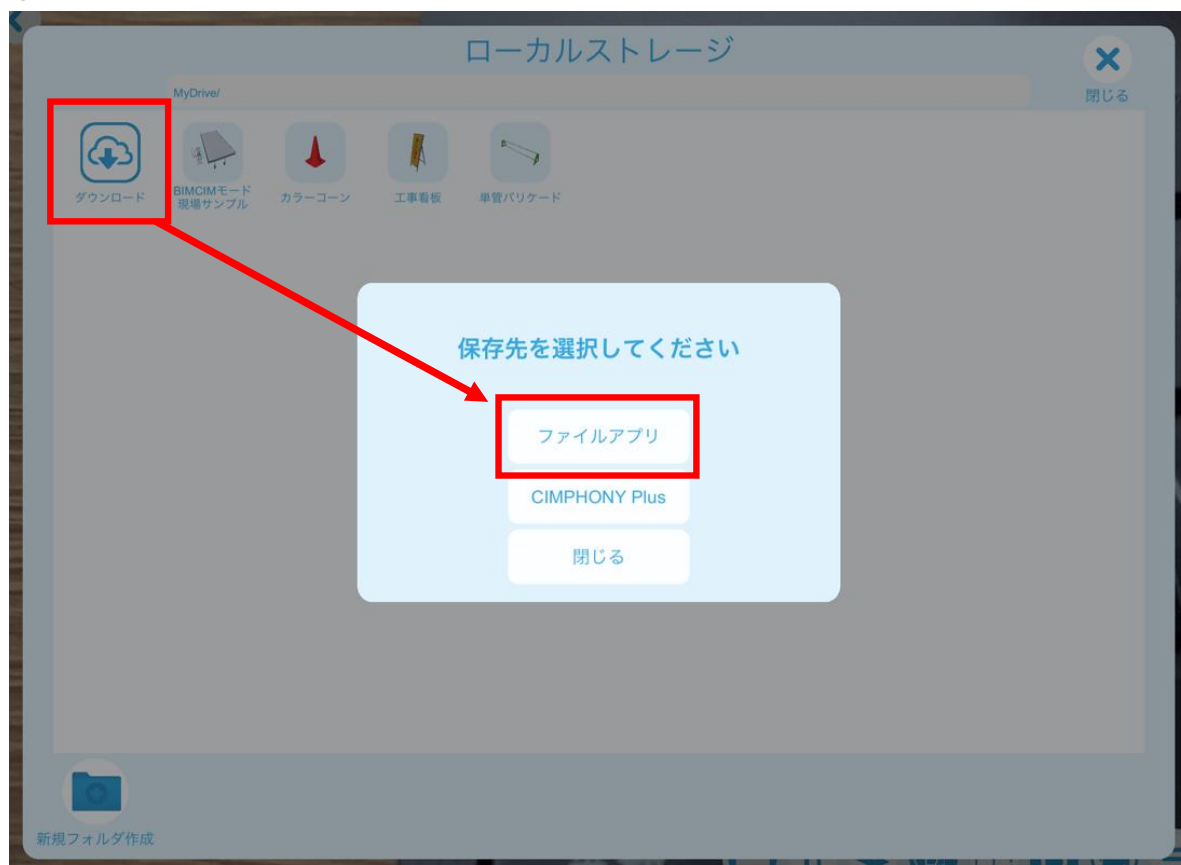 ローカルストレージ
閉じる
MyDrive/
ダウンロード
BIMCIMモード
現場サンプル
カラーコーン
工事看板
単管バリケード
保存先を選択してください
ファイルアプリ
CIMPHONY Plus
閉じる
新規フォルダ作成